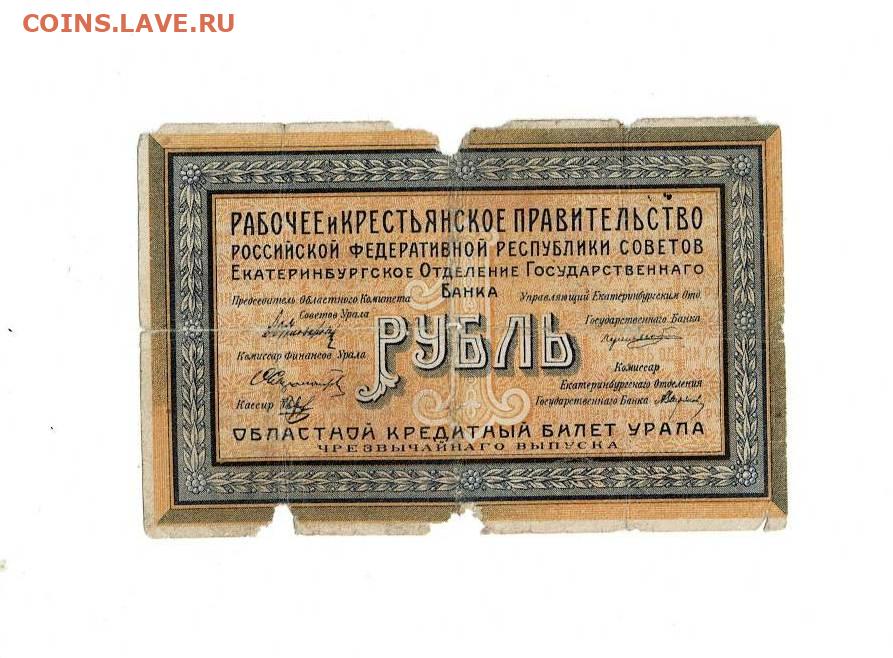 COINS.LAVE.RU
РАБОЧЕЕ и КРЕСТЬЯНСКОЕ ПРАВИТЕЛЬСТВО
РОССИЙСКОЙ ФЕДЕРАТИВНОЙ РЕСПУБЛИКИ СОВЕТОВ
ЕКАТЕРИНБУРГСКОЕ ОТДЕЛЕНИЕ ГОСУДАРСТВЕННАГО
БАНКА
Председатель Областного Комитета
Советов Урала
Управляющий Екатеринбургским Отд.
Государственнаго Банка
РУБЛЬ
1
Комиссар Финансов Урала
Кассир
Комиссар
Екатеринбургскаго Отделения
Государственнаго Банка
ОБЛАСТНОЙ КРЕДИТНЫЙ БИЛЕТ УРАЛА
ЧРЕЗВЫЧАЙНАГО ВЫПУСКА